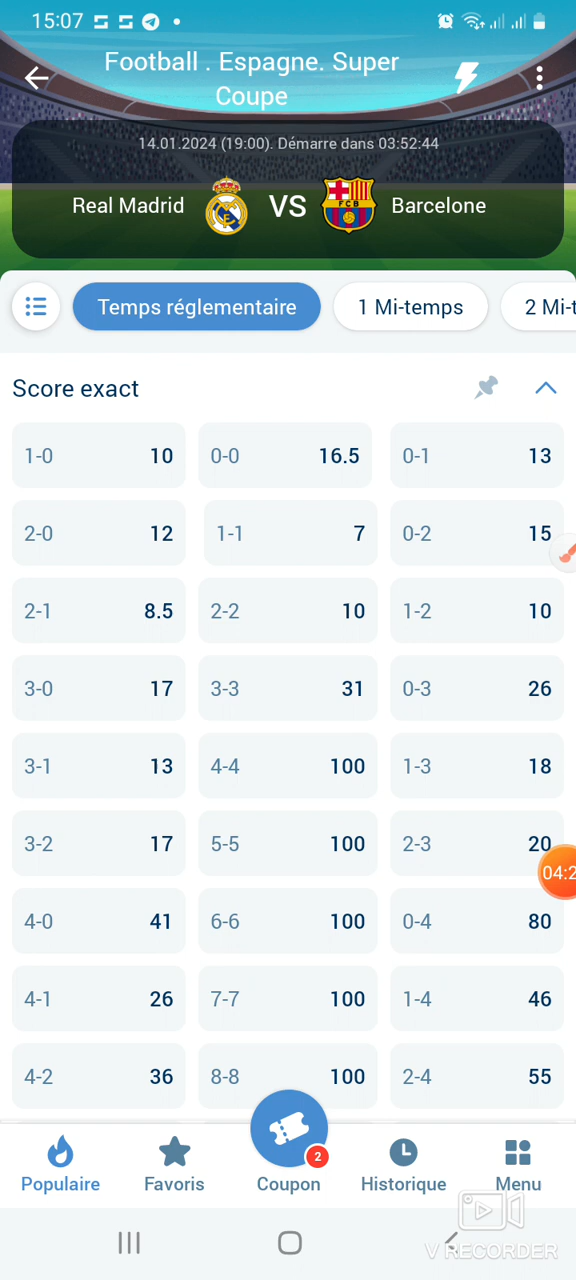 15:07
Football . Espagne. Super
Coupe
14.01.2024 (19:00). Démarre dans 03:52:44
Real Madrid VS Barcelone
FCB
Temps réglementaire 1 Mi-temps 2 Mi-t
Score exact
1-0 10 0-0 16.5 0-1 13
2-0 12 1-1 7 0-2 15
2-1 8.5 2-2 10 1-2 10
3-0 17 3-3 31 0-3 26
3-1 13 4-4 100 1-3 18
3-2 17 5-5 100 2-3 20
04:2
4-0 41 6-6 100 0-4 80
4-1 26 7-7 100 1-4 46
4-2 36 8-8 100 2-4 55
2
Populaire Favoris Coupon Historique Menu
V RECORDER